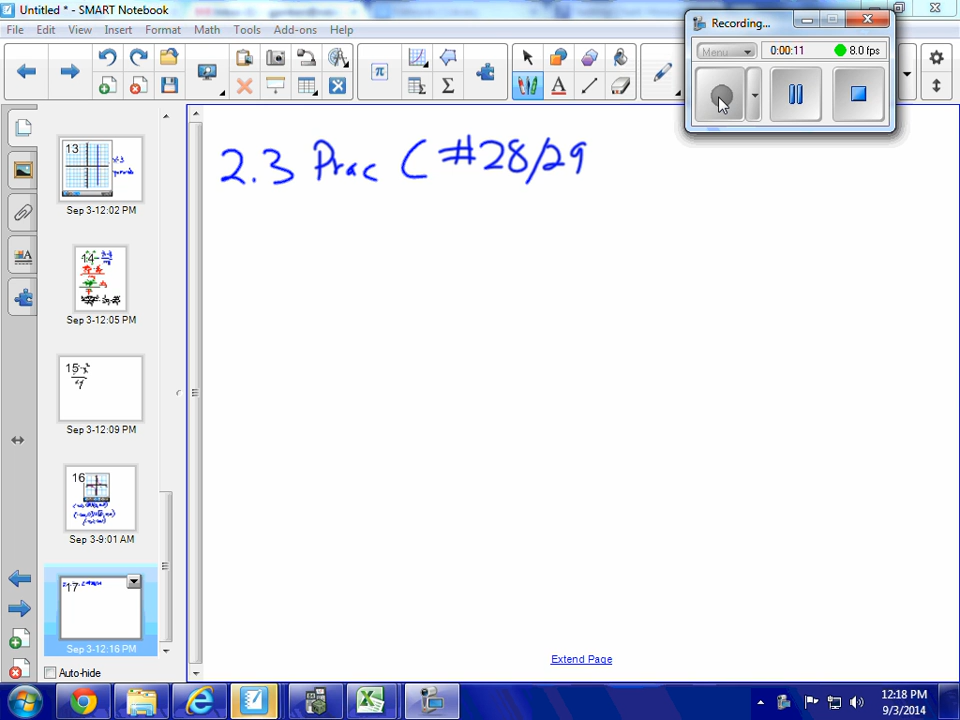 Untitled * - SMART Notebook
File Edit View Insert Format Math Tools Add-ons Help
Recording...
Menu 0:00:11 8.0 fps
2.3 Prac C #28/29
13
Sep 3-12:02 PM
14
Sep 3-12:05 PM
15
Sep 3-12:09 PM
16
Sep 3-9:01 AM
17
Sep 3-12:16 PM
Auto-hide
Extend Page
12:18 PM
9/3/2014